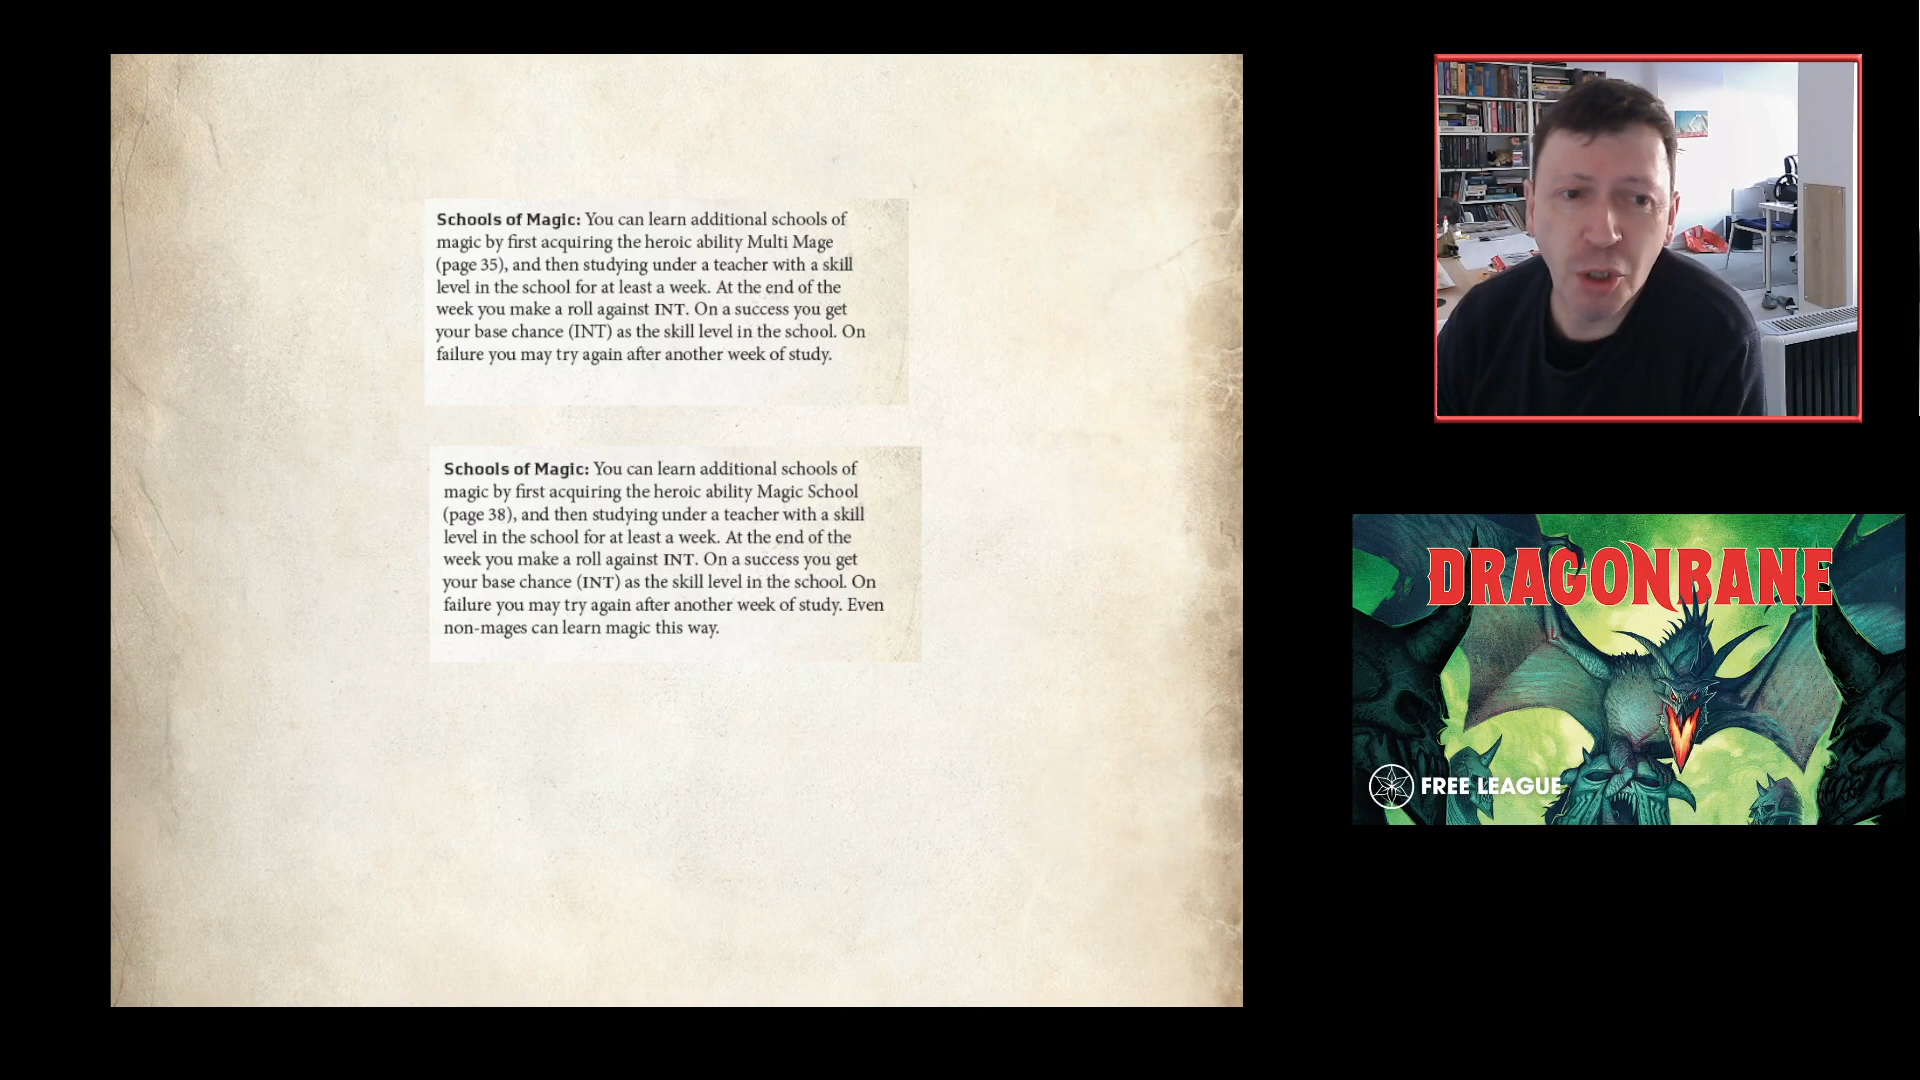 Schools of Magic: You can learn additional schools of
magic by first acquiring the heroic ability Multi Mage
(page 35), and then studying under a teacher with a skill
level in the school for at least a week. At the end of the
week you make a roll against INT. On a success you get
your base chance (INT) as the skill level in the school. On
failure you may try again after another week of study.
Schools of Magic: You can learn additional schools of
magic by first acquiring the heroic ability Magic School
(page 38), and then studying under a teacher with a skill
level in the school for at least a week. At the end of the
week you make a roll against INT. On a success you get
your base chance (INT) as the skill level in the school. On
failure you may try again after another week of study. Even
non-mages can learn magic this way.
DRAGONBANE
FREE LEAGUE